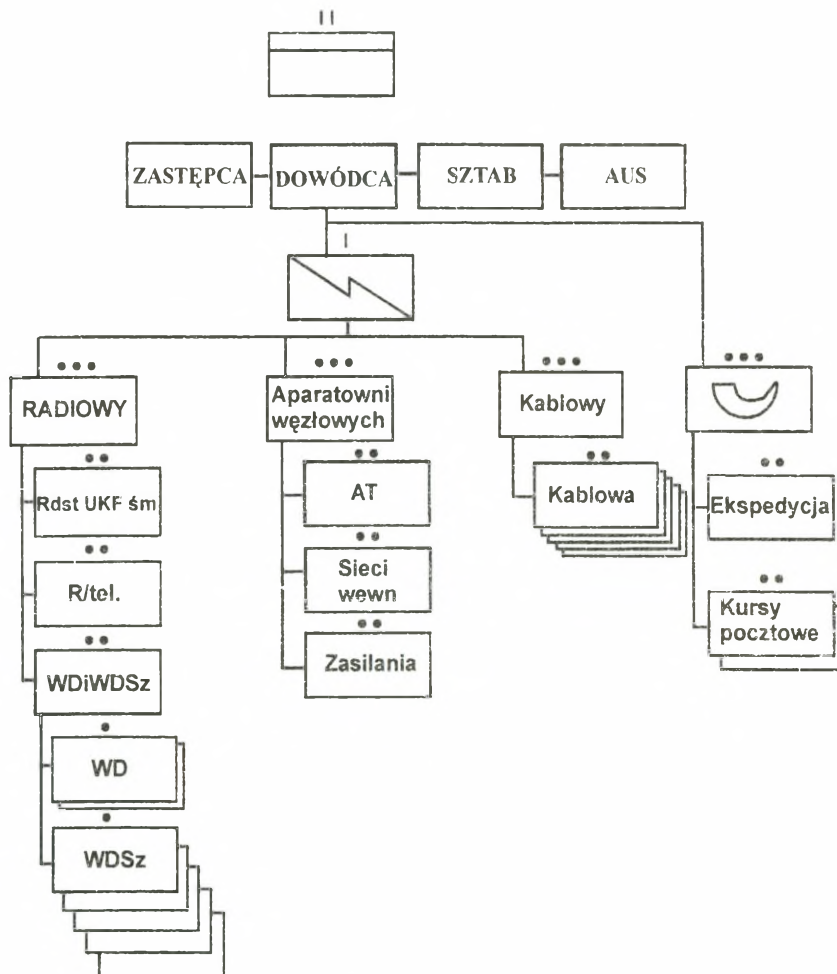 ZASTĘPCA
DOWÓDCA
SZTAB
AUS
RADIOWY
Aparatowni
węzłowych
Kablowy
Rdst UKF śm
AT
Kablowa
Ekspedycja
R/tel.
Sieci
wewn
Kursy
pocztowe
WDiWDSz
Zasilania
WD
WDSz